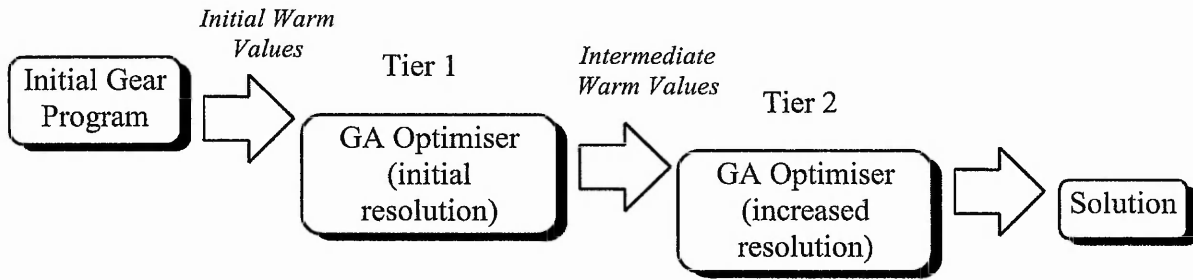 Initial Warm
Values
Initial Gear
Program
Tier 1
GA Optimiser
(initial
resolution)
Intermediate
Warm Values
Tier 2
GA Optimiser
(increased
resolution)
Solution